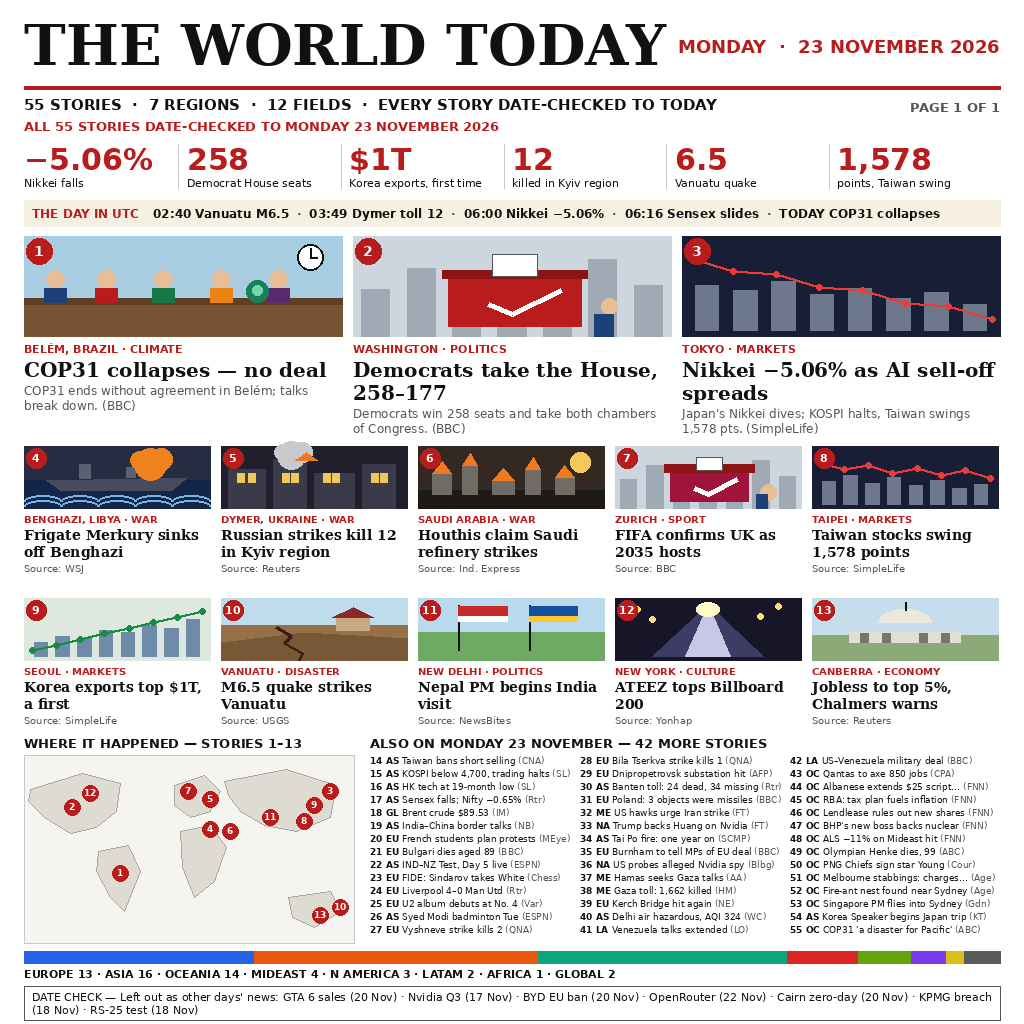 THE WORLD TODAY
MONDAY · 23 NOVEMBER 2026
55 STORIES · 7 REGIONS · 12 FIELDS · EVERY STORY DATE-CHECKED TO TODAY
PAGE 1 OF 1
ALL 55 STORIES DATE-CHECKED TO MONDAY 23 NOVEMBER 2026
−5.06%
Nikkei falls
258
Democrat House seats
$1T
Korea exports, first time
12
killed in Kyiv region
6.5
Vanuatu quake
1,578
points, Taiwan swing
THE DAY IN UTC 02:40 Vanuatu M6.5 · 03:49 Dymer toll 12 · 06:00 Nikkei −5.06% · 06:16 Sensex slides · TODAY COP31 collapses
1
BELÉM, BRAZIL · CLIMATE
COP31 collapses — no deal
COP31 ends without agreement in Belém; talks
break down. (BBC)
2
WASHINGTON · POLITICS
Democrats take the House,
258–177
Democrats win 258 seats and take both chambers
of Congress. (BBC)
3
TOKYO · MARKETS
Nikkei −5.06% as AI sell-off
spreads
Japan's Nikkei dives; KOSPI halts, Taiwan swings
1,578 pts. (SimpleLife)
4
BENGHAZI, LIBYA · WAR
Frigate Merkury sinks
off Benghazi
Source: WSJ
5
DYMER, UKRAINE · WAR
Russian strikes kill 12
in Kyiv region
Source: Reuters
6
SAUDI ARABIA · WAR
Houthis claim Saudi
refinery strikes
Source: Ind. Express
7
ZURICH · SPORT
FIFA confirms UK as
2035 hosts
Source: BBC
8
TAIPEI · MARKETS
Taiwan stocks swing
1,578 points
Source: SimpleLife
9
SEOUL · MARKETS
Korea exports top $1T,
a first
Source: SimpleLife
10
VANUATU · DISASTER
M6.5 quake strikes
Vanuatu
Source: USGS
11
NEW DELHI · POLITICS
Nepal PM begins India
visit
Source: NewsBites
12
NEW YORK · CULTURE
ATEEZ tops Billboard
200
Source: Yonhap
13
CANBERRA · ECONOMY
Jobless to top 5%,
Chalmers warns
Source: Reuters
WHERE IT HAPPENED — STORIES 1–13
12
2
7
5
3
9
8
11
4
6
1
13
10
ALSO ON MONDAY 23 NOVEMBER — 42 MORE STORIES
14 AS Taiwan bans short selling (CNA)
15 AS KOSPI below 4,700, trading halts (SL)
16 AS HK tech at 19-month low (SL)
17 AS Sensex falls; Nifty −0.65% (Rtr)
18 GL Brent crude $89.53 (IM)
19 AS India–China border talks (NB)
20 EU French students plan protests (MEye)
21 EU Bulgari dies aged 89 (BBC)
22 AS IND–NZ Test, Day 5 live (ESPN)
23 EU FIDE: Sindarov takes White (Chess)
24 EU Liverpool 4–0 Man Utd (Rtr)
25 EU U2 album debuts at No. 4 (Var)
26 AS Syed Modi badminton Tue (ESPN)
27 EU Vyshneve strike kills 2 (QNA)
28 EU Bila Tserkva strike kills 1 (QNA)
29 EU Dnipropetrovsk substation hit (AFP)
30 AS Banten toll: 24 dead, 34 missing (Rtr)
31 EU Poland: 3 objects were missiles (BBC)
32 ME US hawks urge Iran strike (FT)
33 NA Trump backs Huang on Nvidia (FT)
34 AS Tai Po fire: one year on (SCMP)
35 EU Burnham to tell MPs of EU deal (BBC)
36 NA US probes alleged Nvidia spy (Blbg)
37 ME Hamas seeks Gaza talks (AA)
38 ME Gaza toll: 1,662 killed (HM)
39 EU Kerch Bridge hit again (NE)
40 AS Delhi air hazardous, AQI 324 (WC)
41 LA Venezuela talks extended (LO)
42 LA US–Venezuela military deal (BBC)
43 OC Qantas to axe 850 jobs (CPA)
44 OC Albanese extends $25 script… (FNN)
45 OC RBA: tax plan fuels inflation (FNN)
46 OC Lendlease rules out new shares (FNN)
47 OC BHP's new boss backs nuclear (FNN)
48 OC ALS −11% on Mideast hit (FNN)
49 OC Olympian Henke dies, 99 (ABC)
50 OC PNG Chiefs sign star Young (Cour)
51 OC Melbourne stabbings: charges… (Age)
52 OC Fire-ant nest found near Sydney (Age)
53 OC Singapore PM flies into Sydney (Gdn)
54 AS Korea Speaker begins Japan trip (KT)
55 OC COP31 'a disaster for Pacific' (ABC)
EUROPE 13 · ASIA 16 · OCEANIA 14 · MIDEAST 4 · N AMERICA 3 · LATAM 2 · AFRICA 1 · GLOBAL 2
DATE CHECK — Left out as other days' news: GTA 6 sales (20 Nov) · Nvidia Q3 (17 Nov) · BYD EU ban (20 Nov) · OpenRouter (22 Nov) · Cairn zero-day (20 Nov) · KPMG breach
(18 Nov) · RS-25 test (18 Nov)